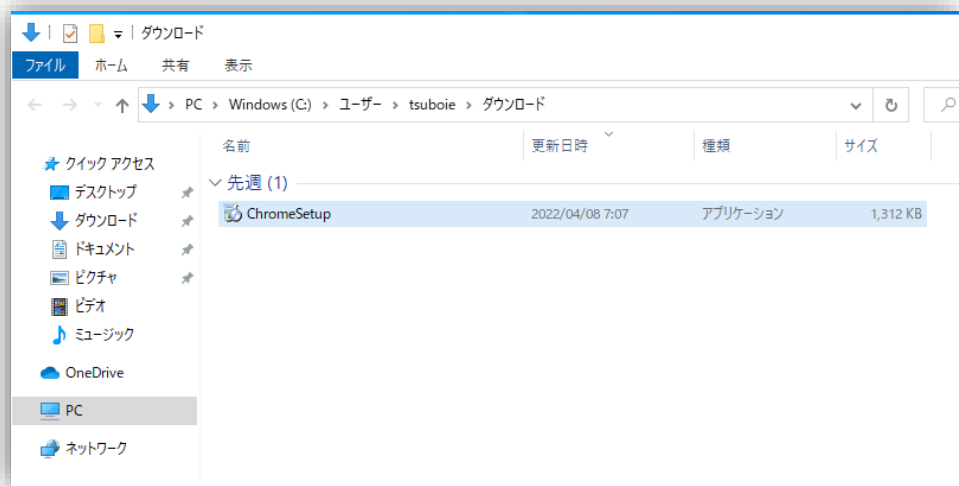 ダウンロード
ファイル ホーム 共有 表示
PC › Windows (C:) › ユーザー › tsuboie › ダウンロード
名前 更新日時 種類 サイズ
クイック アクセス
先週 (1)
デスクトップ
ChromeSetup 2022/04/08 7:07 アプリケーション 1,312 KB
ダウンロード
ドキュメント
ピクチャ
ビデオ
ミュージック
OneDrive
PC
ネットワーク